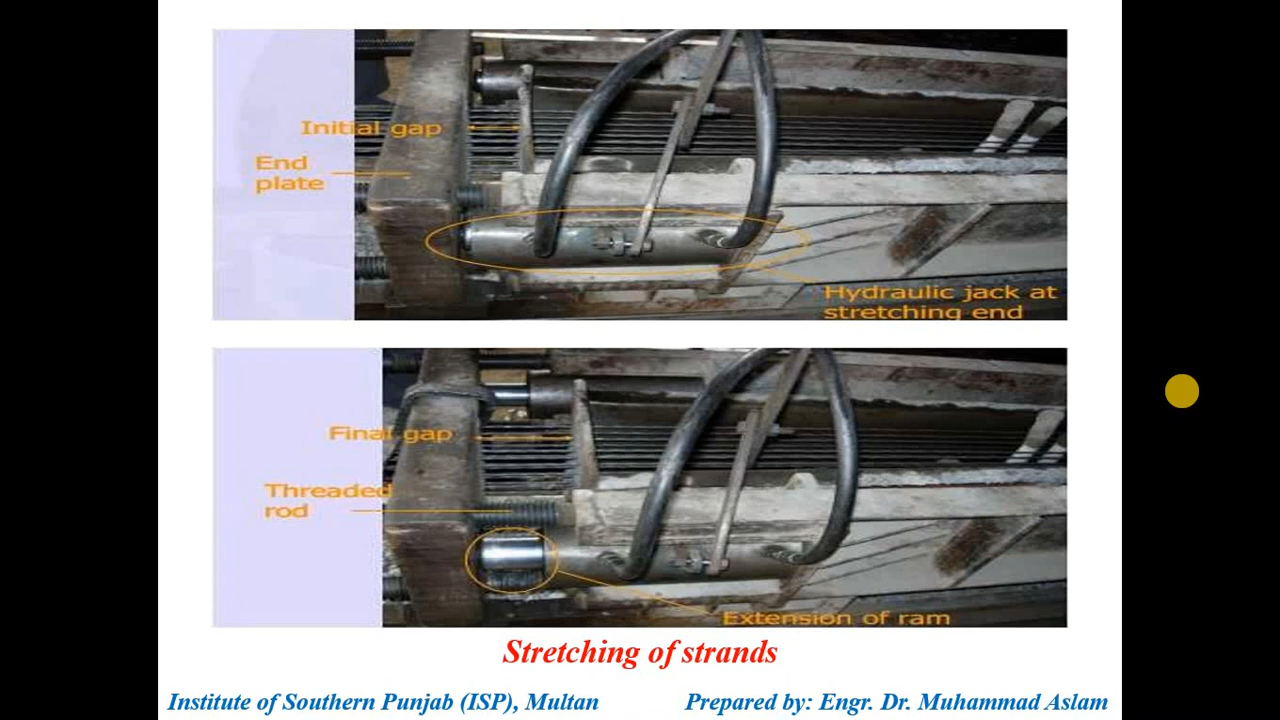 Initial gap
End
plate
Hydraulic jack at
stretching end
Final gap
Threaded
rod
Extension of ram
Stretching of strands
Institute of Southern Punjab (ISP), Multan
Prepared by: Engr. Dr. Muhammad Aslam